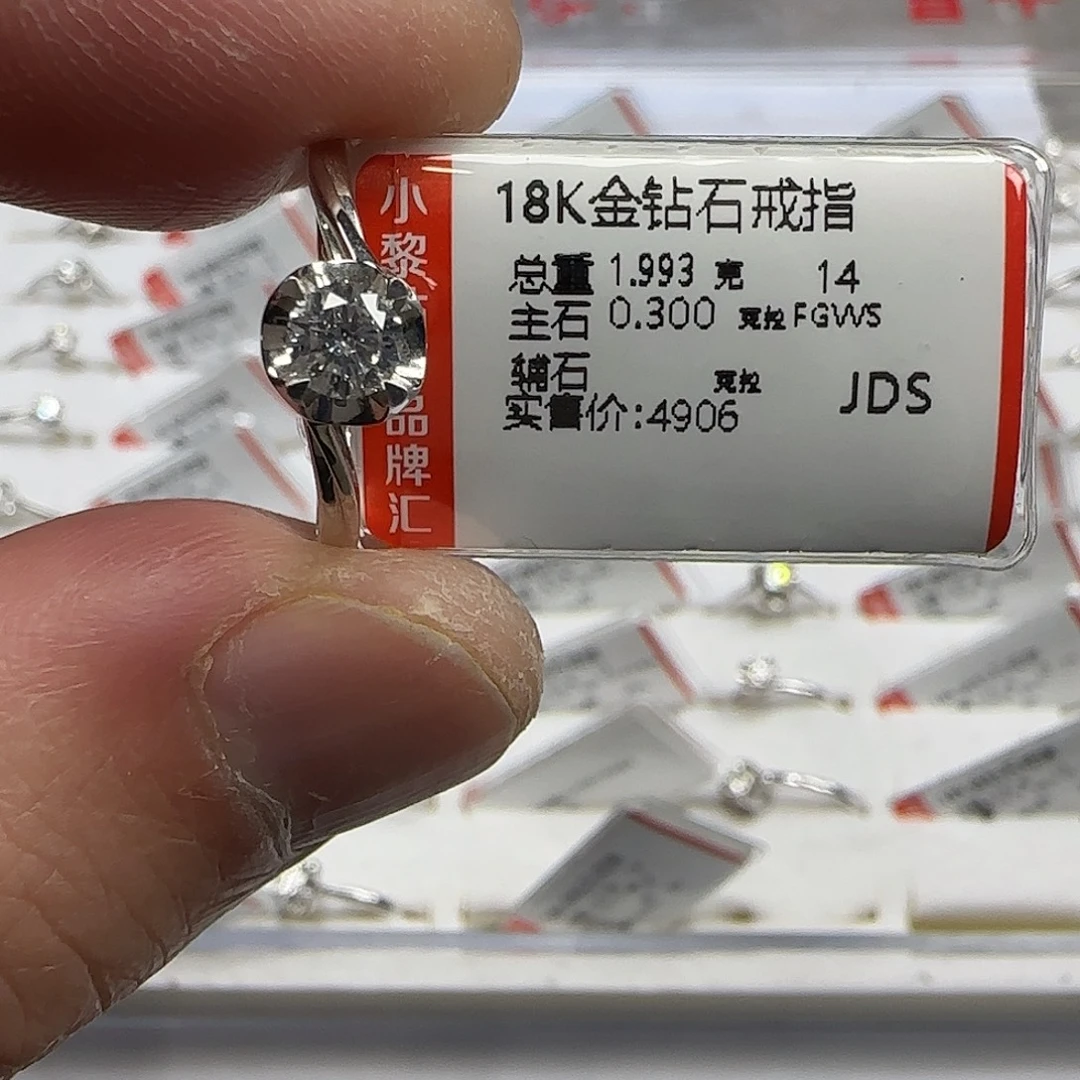 小黎
品牌汇
18K金钻石戒指
总重 1.993 克 14
主石 0.300 克拉 FGVVS
辅石 克拉
实售价:4906
JDS